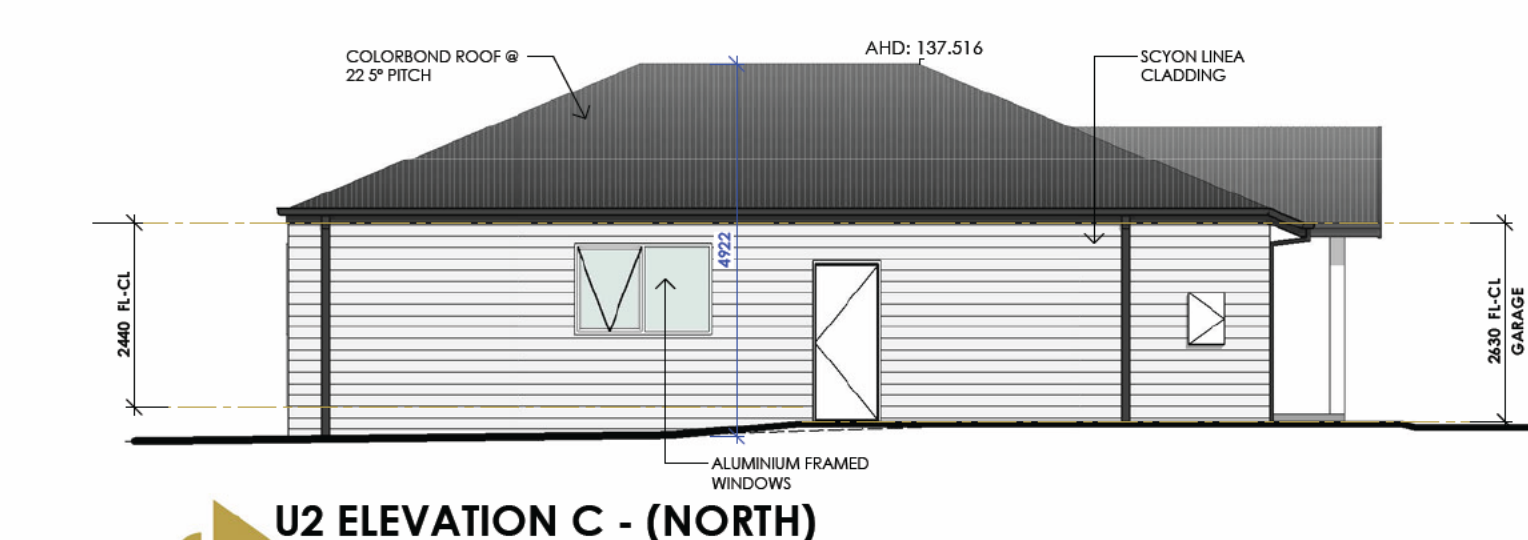 COLORBOND ROOF @
22 5° PITCH
AHD: 137.516
SCYON LINEA
CLADDING
4922
2440 FL-CL
2630 FL-CL
GARAGE
ALUMINIUM FRAMED
WINDOWS
U2 ELEVATION C - (NORTH)